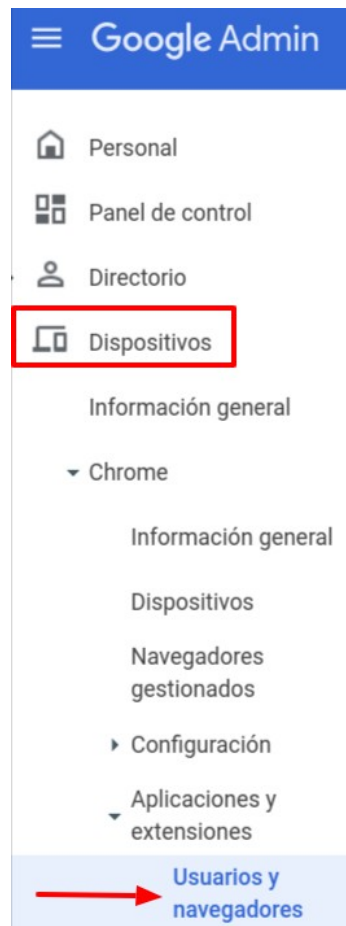 Google Admin
Personal
Panel de control
Directorio
Dispositivos
Información general
Chrome
Información general
Dispositivos
Navegadores
gestionados
Configuración
Aplicaciones y
extensiones
Usuarios y
navegadores